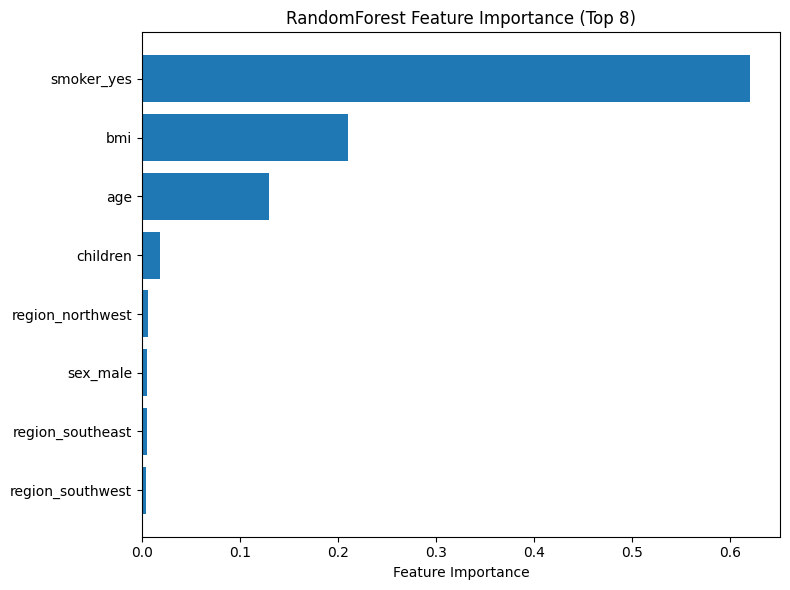 RandomForest Feature Importance (Top 8)
smoker_yes
bmi
age
children
region_northwest
sex_male
region_southeast
region_southwest
0.0 0.1 0.2 0.3 0.4 0.5 0.6
Feature Importance